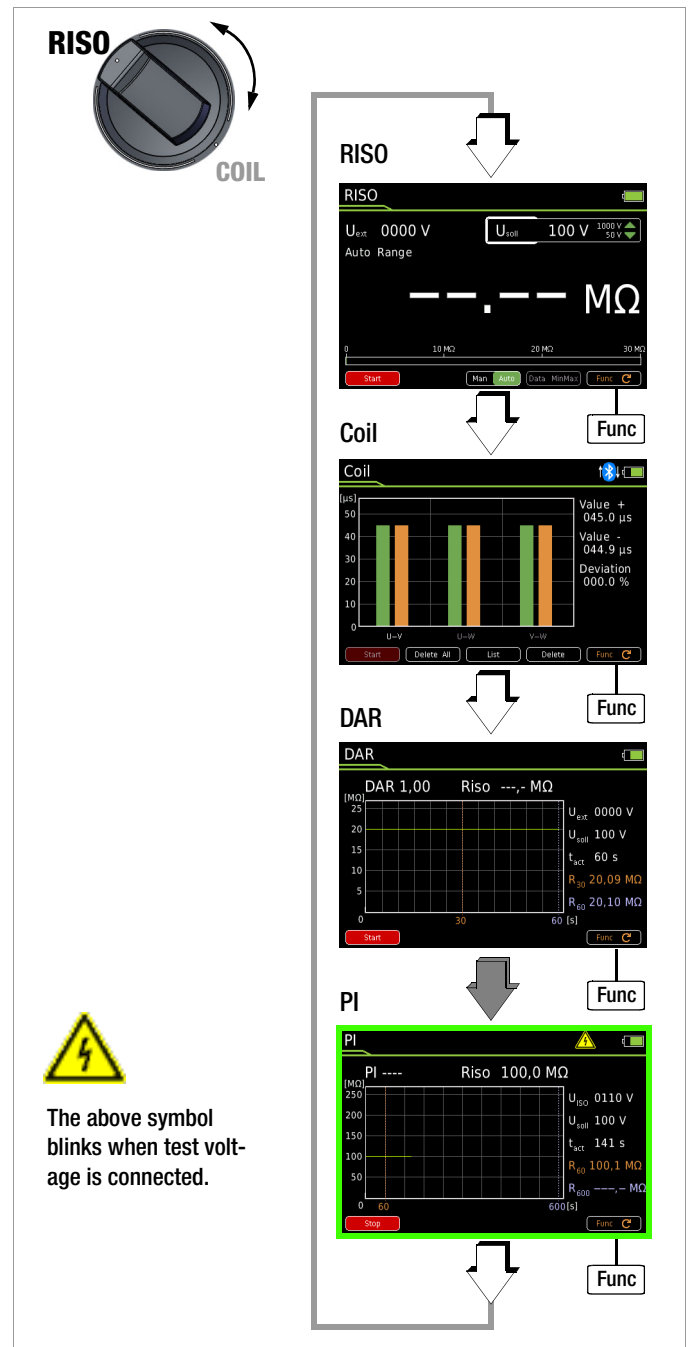 RISO
COIL
RISO
RISO
Uext 0000 V
Usoll 100 V 1000 V
50 V
Auto Range
--.-- MΩ
0 10 MΩ 20 MΩ 30 MΩ
Start Man Auto Data MinMax Func
Func
Coil
Coil
[µs]
50
40
30
20
10
0
Value +
045.0 µs
Value -
044.9 µs
Deviation
000.0 %
U-V U-W V-W
Start Delete All List Delete Func
Func
DAR
DAR
DAR 1,00 Riso ---,- MΩ
[MΩ]
25
20
15
10
5
0 30 60 [s]
Uext 0000 V
Usoll 100 V
tact 60 s
R30 20,09 MΩ
R60 20,10 MΩ
Start Func
Func
PI
PI
PI ---- Riso 100,0 MΩ
[MΩ]
250
200
150
100
50
0 60 600 [s]
UISO 0110 V
Usoll 100 V
tact 141 s
R60 100,1 MΩ
R600 ---,- MΩ
Stop Func
Func
The above symbol
blinks when test volt-
age is connected.